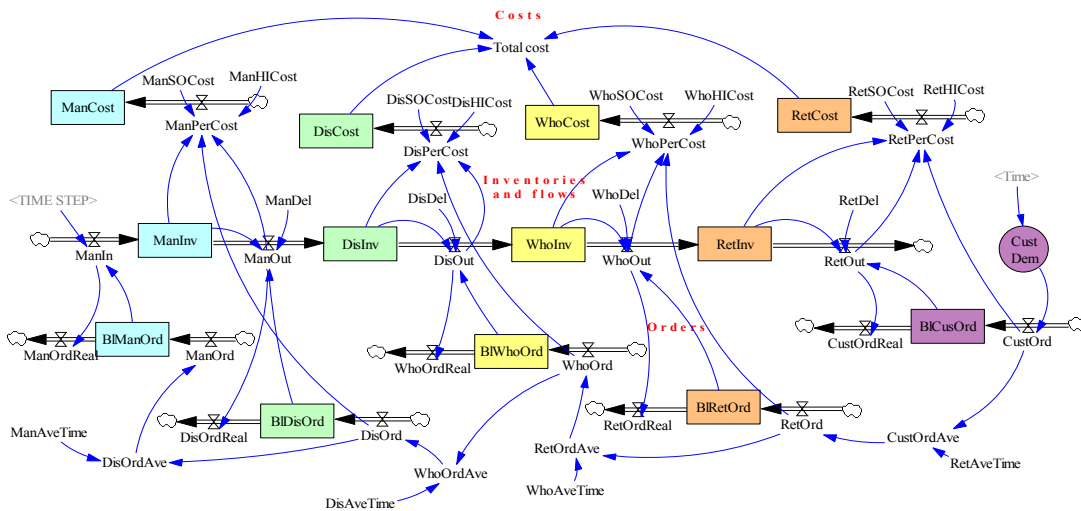 Costs
Total cost
ManSOCost
ManHICost
ManCost
ManPerCost
DisSOCost
DisHICost
DisCost
DisPerCost
WhoSOCost
WhoHICost
WhoCost
WhoPerCost
RetSOCost
RetHICost
RetCost
RetPerCost
Inventories
and flows
<TIME STEP>
ManDel
DisDel
WhoDel
RetDel
<Time>
ManIn
ManInv
ManOut
DisInv
DisOut
WhoInv
WhoOut
RetInv
RetOut
Cust
Dem
Orders
ManOrdReal
BlManOrd
ManOrd
WhoOrdReal
BlWhoOrd
WhoOrd
CustOrdReal
BlCusOrd
CustOrd
DisOrdReal
BlDisOrd
DisOrd
RetOrdReal
BlRetOrd
RetOrd
ManAveTime
DisOrdAve
WhoOrdAve
RetOrdAve
CustOrdAve
RetAveTime
DisAveTime
WhoAveTime